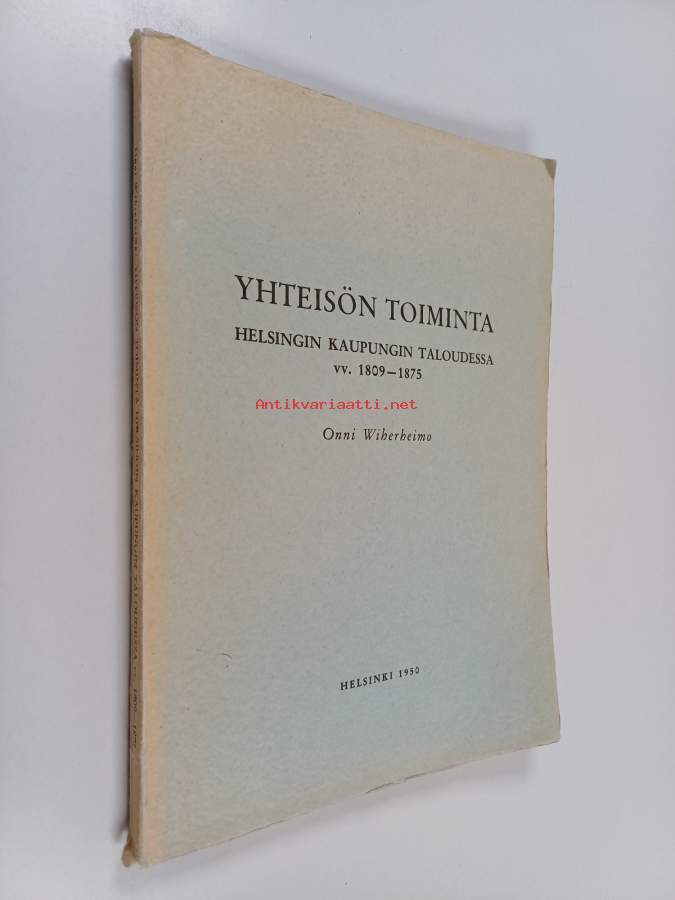 YHTEISÖN TOIMINTA
HELSINGIN KAUPUNGIN TALOUDESSA
vv. 1809—1875
Antikvariaatti.net
Onni Wiherheimo
HELSINKI 1950